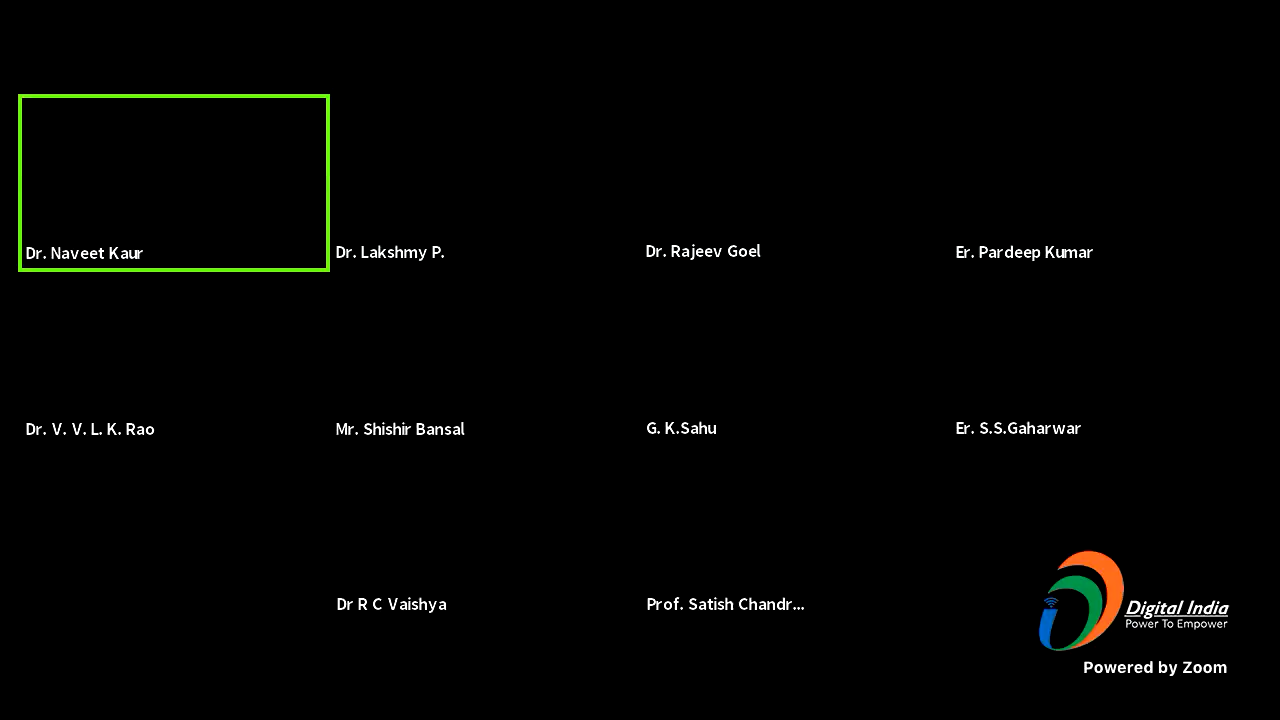 Dr. Naveet Kaur
Dr. Lakshmy P.
Dr. Rajeev Goel
Er. Pardeep Kumar
Dr. V. V. L. K. Rao
Mr. Shishir Bansal
G. K.Sahu
Er. S.S.Gaharwar
Dr R C Vaishya
Prof. Satish Chandr...
Digital India
Power To Empower
Powered by Zoom